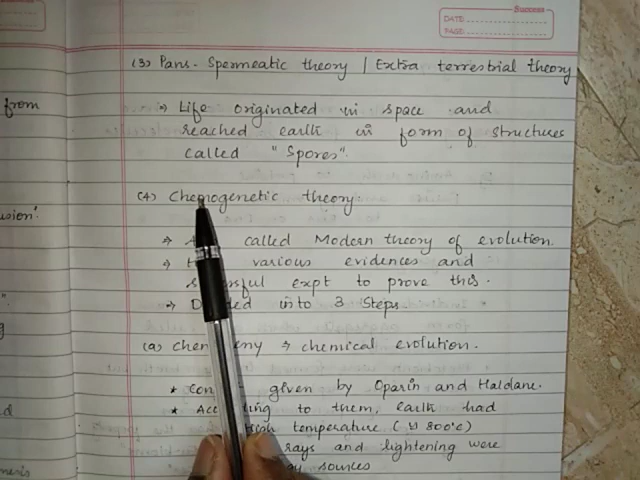 Success
DATE:
PAGE:
(3) Pans- Spermeatic theory / Extra terrestrial theory
from
→ Life originated in space and
reached earth in form of structures
called "Spores".
(4) Chemogenetic theory.
→ called Modern theory of evolution.
→ various evidences and
expt to prove this.
→ into 3 Steps.
(a) → chemical evolution.
* given by Oparin and Haldane.
* to them, Earth had
temperature ( 800°c)
rays and lightening were
sources